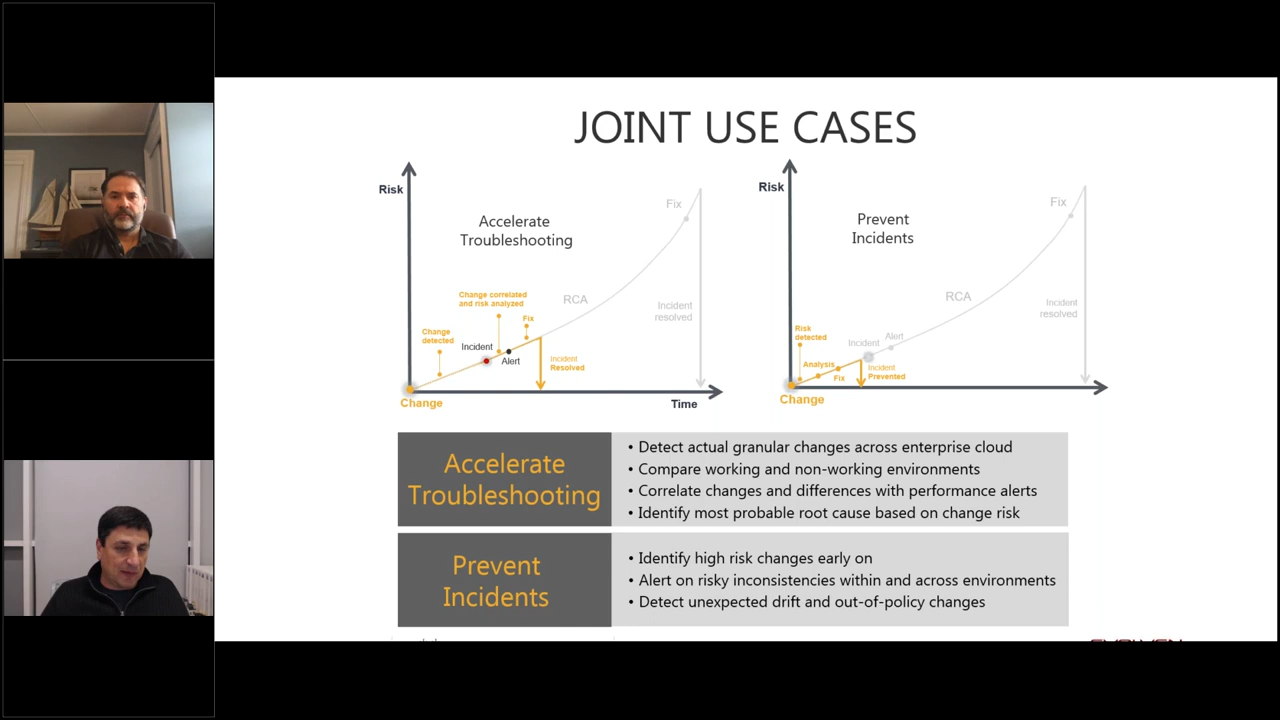 JOINT USE CASES
Risk
Accelerate
Troubleshooting
Fix
Change correlated
and risk analyzed
RCA
Incident
resolved
Change
detected
Fix
Incident
Alert
Incident
Resolved
Change
Time
Risk
Prevent
Incidents
Fix
RCA
Incident
resolved
Risk
detected
Incident
Alert
Analysis
Fix
Incident
Prevented
Change
Accelerate
Troubleshooting
• Detect actual granular changes across enterprise cloud
• Compare working and non-working environments
• Correlate changes and differences with performance alerts
• Identify most probable root cause based on change risk
Prevent
Incidents
• Identify high risk changes early on
• Alert on risky inconsistencies within and across environments
• Detect unexpected drift and out-of-policy changes